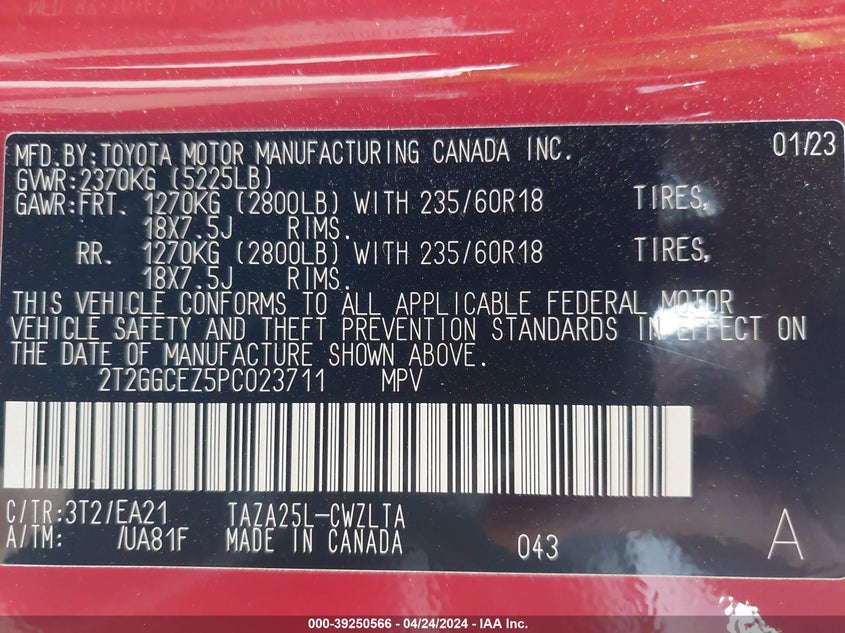 MFD.BY:TOYOTA MOTOR MANUFACTURING CANADA INC. 01/23
GVWR:2370KG (5225LB)
GAWR:FRT. 1270KG (2800LB) WITH 235/60R18 TIRES,
18X7.5J RIMS.
RR. 1270KG (2800LB) WITH 235/60R18 TIRES,
18X7.5J RIMS.
THIS VEHICLE CONFORMS TO ALL APPLICABLE FEDERAL MOTOR
VEHICLE SAFETY AND THEFT PREVENTION STANDARDS IN EFFECT ON
THE DATE OF MANUFACTURE SHOWN ABOVE.
2T2GGCEZ5PC023711 MPV
C/TR:3T2/EA21 TAZA25L-CWZLTA
A/TM: /UA81F MADE IN CANADA 043 A
000-39250566 - 04/24/2024 - IAA Inc.